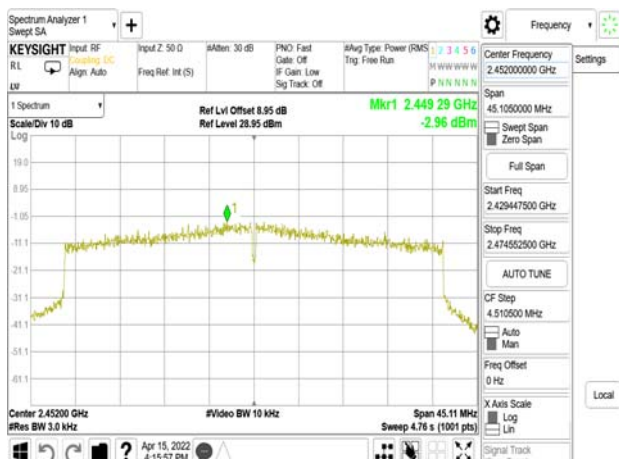 Spectrum Analyzer 1
Swept SA
Frequency
KEYSIGHT
RL
Input: RF
Coupling: DC
Align: Auto
Input Z: 50 Ω
Freq Ref: Int (S)
#Atten: 30 dB
PNO: Fast
Gate: Off
IF Gain: Low
Sig Track: Off
#Avg Type: Power (RMS
Trig: Free Run
1 2 3 4 5 6
M W W W W W
P N N N N N
1 Spectrum
Scale/Div 10 dB
Ref Lvl Offset 8.95 dB
Ref Level 28.95 dBm
Mkr1 2.449 29 GHz
-2.96 dBm
Log
19.0
8.95
-1.05
-11.1
-21.1
-31.1
-41.1
-51.1
-61.1
1
Center 2.45200 GHz
#Res BW 3.0 kHz
#Video BW 10 kHz
Span 45.11 MHz
Sweep 4.76 s (1001 pts)
Center Frequency
2.452000000 GHz
Span
45.1050000 MHz
Swept Span
Zero Span
Full Span
Start Freq
2.429447500 GHz
Stop Freq
2.474552500 GHz
AUTO TUNE
CF Step
4.510500 MHz
Auto
Man
Freq Offset
0 Hz
X Axis Scale
Log
Lin
Signal Track
Settings
Local
?
Apr 15, 2022
4:15:57 PM